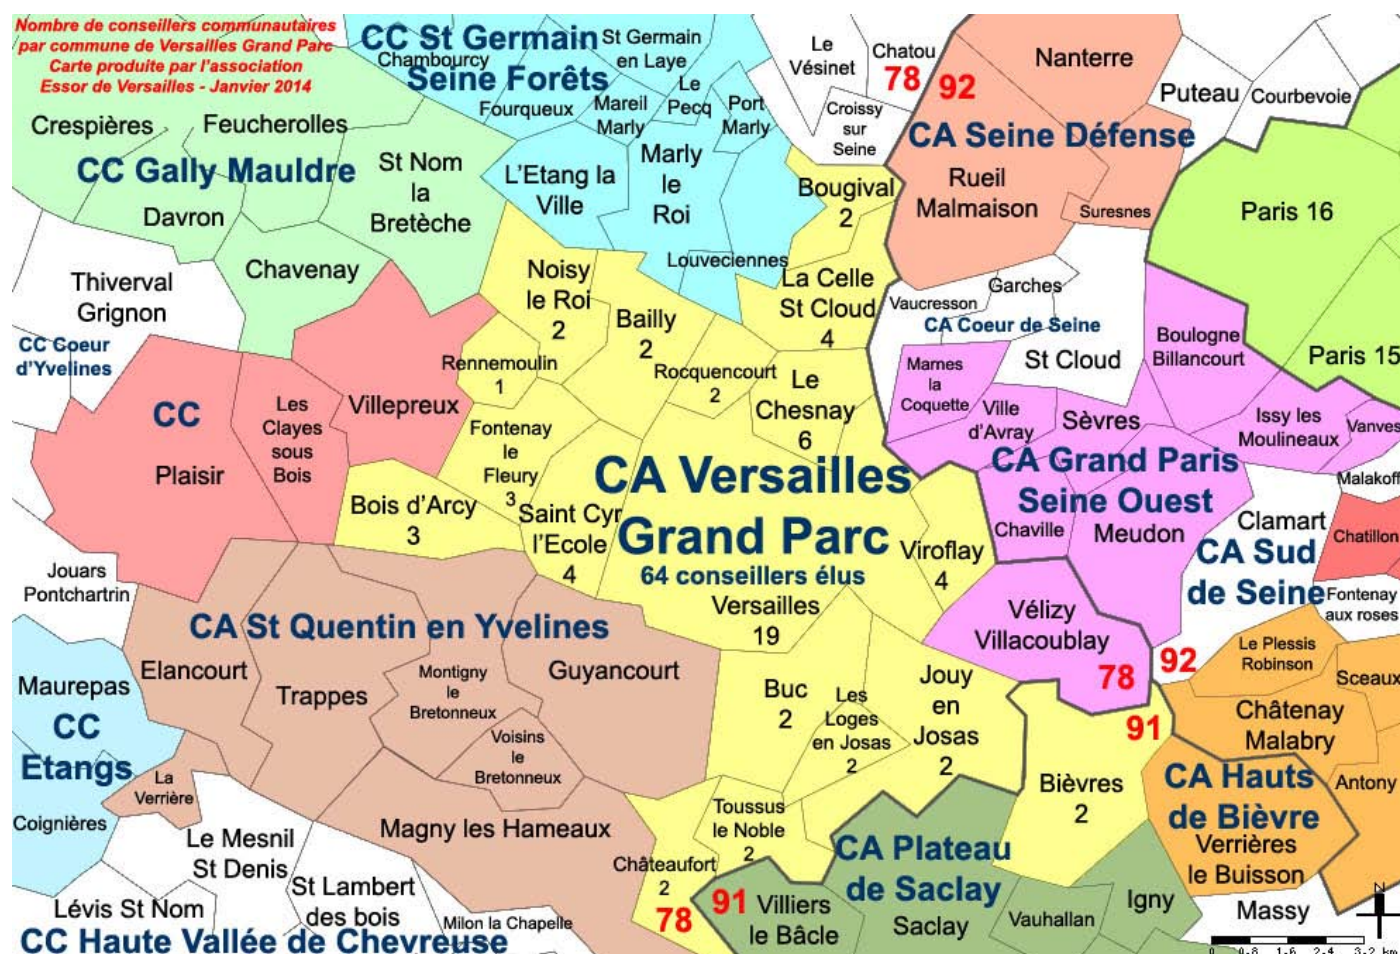 Nombre de conseillers communautaires
par commune de Versailles Grand Parc
Carte produite par l'association
Essor de Versailles - Janvier 2014
CC St Germain
Seine Forêts
Chambourcy
St Germain
en Laye
Fourqueux
Mareil
Marly
Le
Pecq
Port
Marly
Le
Vésinet
Chatou
78
92
Croissy
sur
Seine
Nanterre
Puteau
Courbevoie
Crespières
Feucherolles
CC Gally Mauldre
Davron
St Nom
la
Bretèche
Chavenay
L'Etang la
Ville
Marly
le
Roi
Louveciennes
Bougival
2
CA Seine Défense
Rueil
Malmaison
Suresnes
Paris 16
Paris 15
Thiverval
Grignon
CC Coeur
d'Yvelines
Noisy
le Roi
2
Bailly
2
La Celle
St Cloud
4
Vaucresson
Garches
CA Coeur de Seine
St Cloud
Boulogne
Billancourt
Rennemoulin
1
Rocquencourt
2
Le
Chesnay
6
Marnes
la
Coquette
Ville
d'Avray
Sèvres
Issy les
Moulineaux
Vanves
Malakoff
CC
Plaisir
Les
Clayes
sous
Bois
Villepreux
Fontenay
le
Fleury
3
CA Versailles
Grand Parc
64 conseillers élus
CA Grand Paris
Seine Ouest
Chaville
Meudon
Clamart
CA Sud
de Seine
Chatillon
Fontenay
aux roses
Bois d'Arcy
3
Saint Cyr
l'Ecole
4
Viroflay
4
Versailles
19
Vélizy
Villacoublay
78
92
91
Jouars
Pontchartrin
CA St Quentin en Yvelines
Elancourt
Trappes
Montigny
le
Bretonneux
Guyancourt
Voisins
le
Bretonneux
Maurepas
CC
Etangs
La
Verrière
Coignières
Buc
2
Les
Loges
en Josas
2
Jouy
en
Josas
2
Bièvres
2
Le Plessis
Robinson
Sceaux
Châtenay
Malabry
CA Hauts
de Bièvre
Antony
Verrières
le Buisson
Le Mesnil
St Denis
Magny les Hameaux
Toussus
le Noble
2
Châteaufort
2
78
91
CA Plateau
de Saclay
Villiers
le Bâcle
Saclay
Vauhallan
Igny
Massy
St Lambert
des bois
Lévis St Nom
Milon la Chapelle
CC Haute Vallée de Chevreuse
N
0 0.8 1.6 2.4 3.2 km